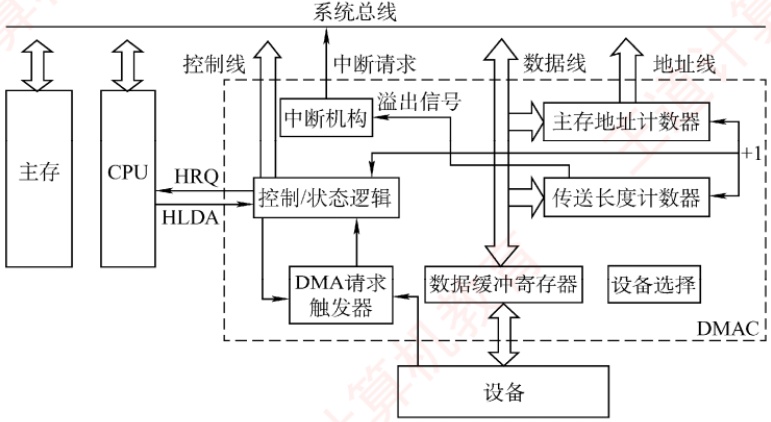 系统总线
控制线
中断请求
数据线
地址线
主存
CPU
中断机构
溢出信号
主存地址计数器
+1
HRQ
HLDA
控制/状态逻辑
传送长度计数器
DMA请求
触发器
数据缓冲寄存器
设备选择
DMAC
设备